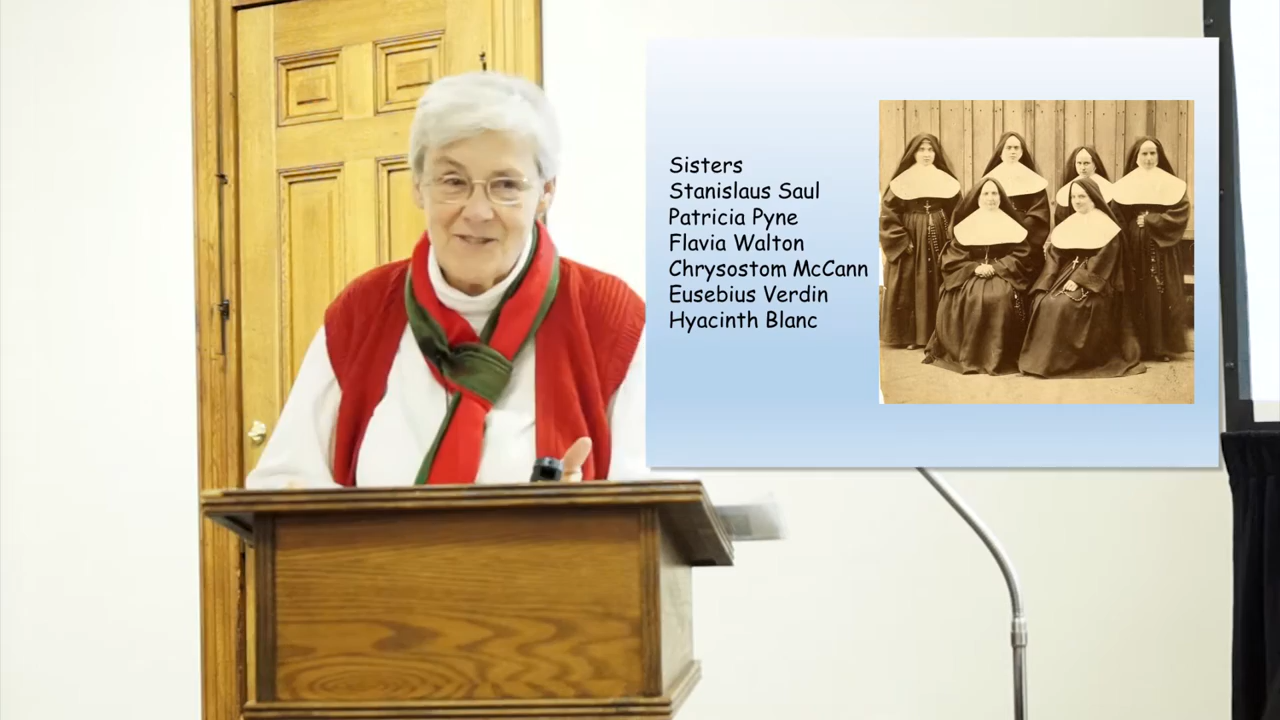 Sisters
Stanislaus Saul
Patricia Pyne
Flavia Walton
Chrysostom McCann
Eusebius Verdin
Hyacinth Blanc